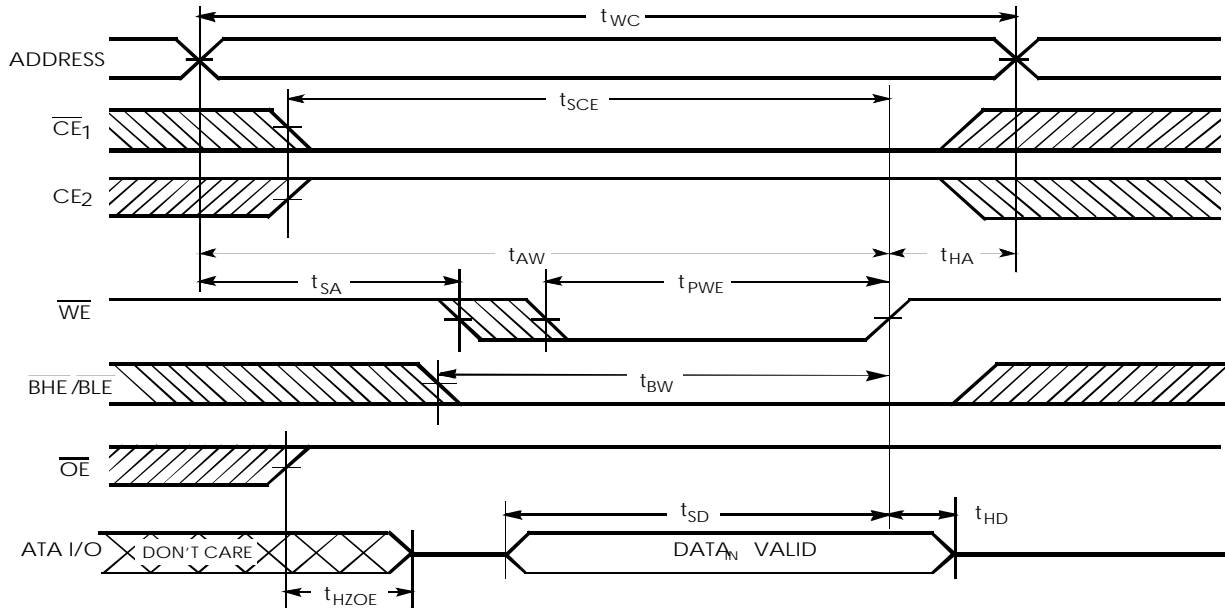 tWC
ADDRESS
tSCE
CE1
CE2
tAW
tHA
tSA
tPWE
WE
BHE/BLE
tBW
OE
tSD
tHD
ATA I/O
DON'T CARE
DATAIN VALID
tHZOE